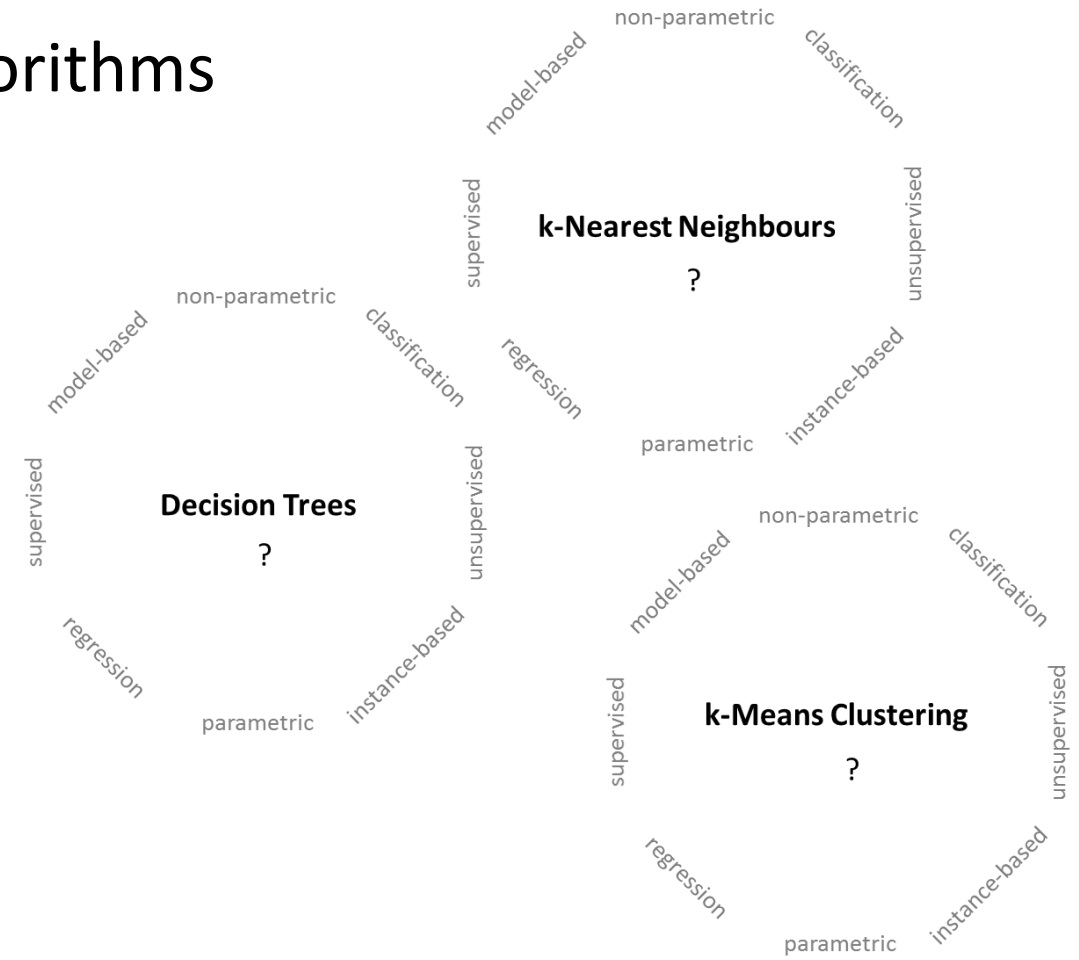 orithms
non-parametric
model-based
classification
supervised
k-Nearest Neighbours
unsupervised
?
regression
instance-based
parametric
non-parametric
model-based
classification
supervised
Decision Trees
unsupervised
?
regression
instance-based
parametric
non-parametric
model-based
classification
supervised
k-Means Clustering
unsupervised
?
regression
instance-based
parametric